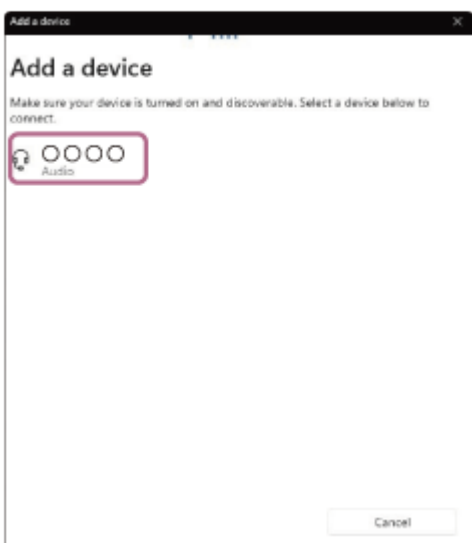 Add a device
Add a device
Make sure your device is turned on and discoverable. Select a device below to
connect.
○○○○
Audio
Cancel